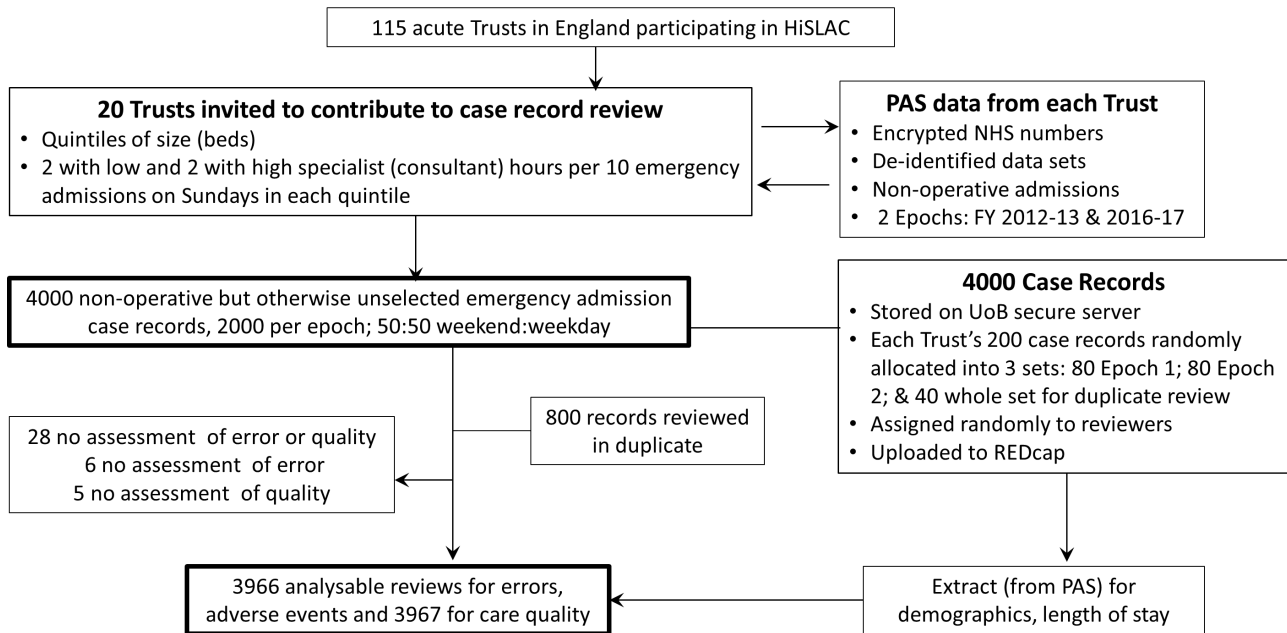 115 acute Trusts in England participating in HiSLAC
20 Trusts invited to contribute to case record review
• Quintiles of size (beds)
• 2 with low and 2 with high specialist (consultant) hours per 10 emergency
admissions on Sundays in each quintile
PAS data from each Trust
• Encrypted NHS numbers
• De-identified data sets
• Non-operative admissions
• 2 Epochs: FY 2012-13 & 2016-17
4000 non-operative but otherwise unselected emergency admission
case records, 2000 per epoch; 50:50 weekend:weekday
4000 Case Records
• Stored on UoB secure server
• Each Trust's 200 case records randomly
allocated into 3 sets: 80 Epoch 1; 80 Epoch
2; & 40 whole set for duplicate review
• Assigned randomly to reviewers
• Uploaded to REDcap
800 records reviewed
in duplicate
28 no assessment of error or quality
6 no assessment of error
5 no assessment of quality
3966 analysable reviews for errors,
adverse events and 3967 for care quality
Extract (from PAS) for
demographics, length of stay